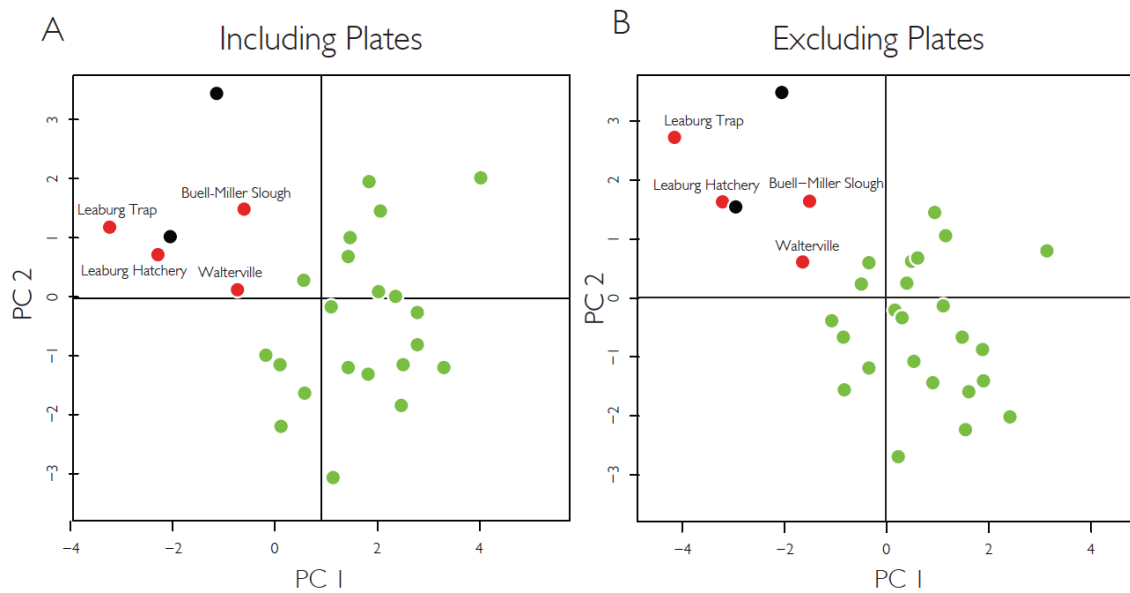 A
Including Plates
3
2
1
0
−1
−2
−3
PC 2
Buell-Miller Slough
Leaburg Trap
Leaburg Hatchery
Walterville
−4
−2
0
2
4
PC 1
B
Excluding Plates
3
2
1
0
−1
−2
−3
PC 2
Leaburg Trap
Leaburg Hatchery
Buell−Miller Slough
Walterville
−4
−2
0
2
4
PC 1